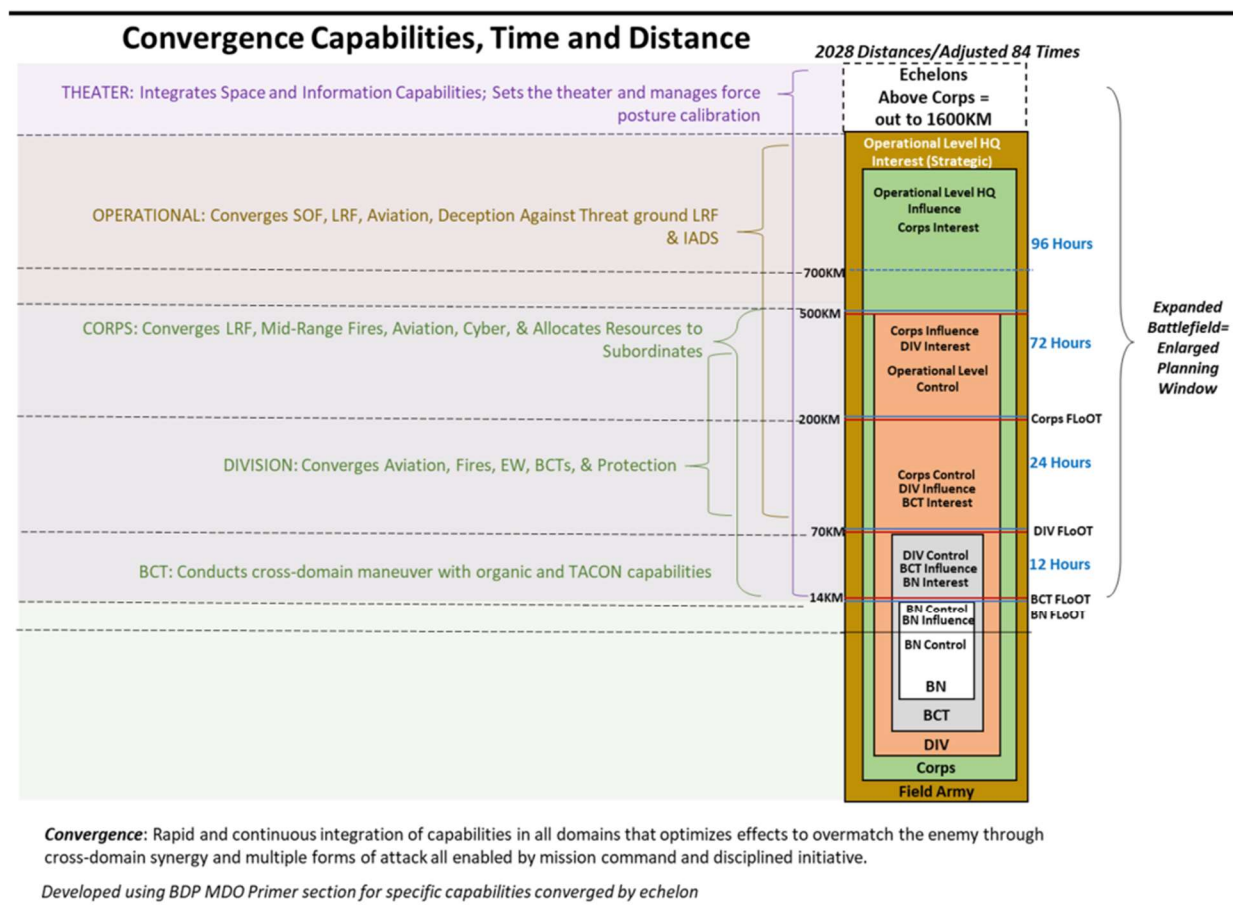 Convergence Capabilities, Time and Distance
2028 Distances/Adjusted 84 Times
THEATER: Integrates Space and Information Capabilities; Sets the theater and manages force
posture calibration
Echelons
Above Corps =
out to 1600KM
Operational Level HQ
Interest (Strategic)
OPERATIONAL: Converges SOF, LRF, Aviation, Deception Against Threat ground LRF
& IADS
Operational Level HQ
Influence
Corps Interest
96 Hours
700KM
500KM
CORPS: Converges LRF, Mid-Range Fires, Aviation, Cyber, & Allocates Resources to
Subordinates
Corps Influence
DIV Interest
Operational Level
Control
72 Hours
Expanded
Battlefield=
Enlarged
Planning
Window
200KM
Corps FLoOT
DIVISION: Converges Aviation, Fires, EW, BCTs, & Protection
24 Hours
Corps Control
DIV Influence
BCT Interest
70KM
DIV FLoOT
BCT: Conducts cross-domain maneuver with organic and TACON capabilities
DIV Control
BCT Influence
BN Interest
12 Hours
14KM
BCT FLoOT
BN FLoOT
BN Control
BN Influence
BN Control
BN
BCT
DIV
Corps
Field Army
Convergence: Rapid and continuous integration of capabilities in all domains that optimizes effects to overmatch the enemy through
cross-domain synergy and multiple forms of attack all enabled by mission command and disciplined initiative.
Developed using BDP MDO Primer section for specific capabilities converged by echelon